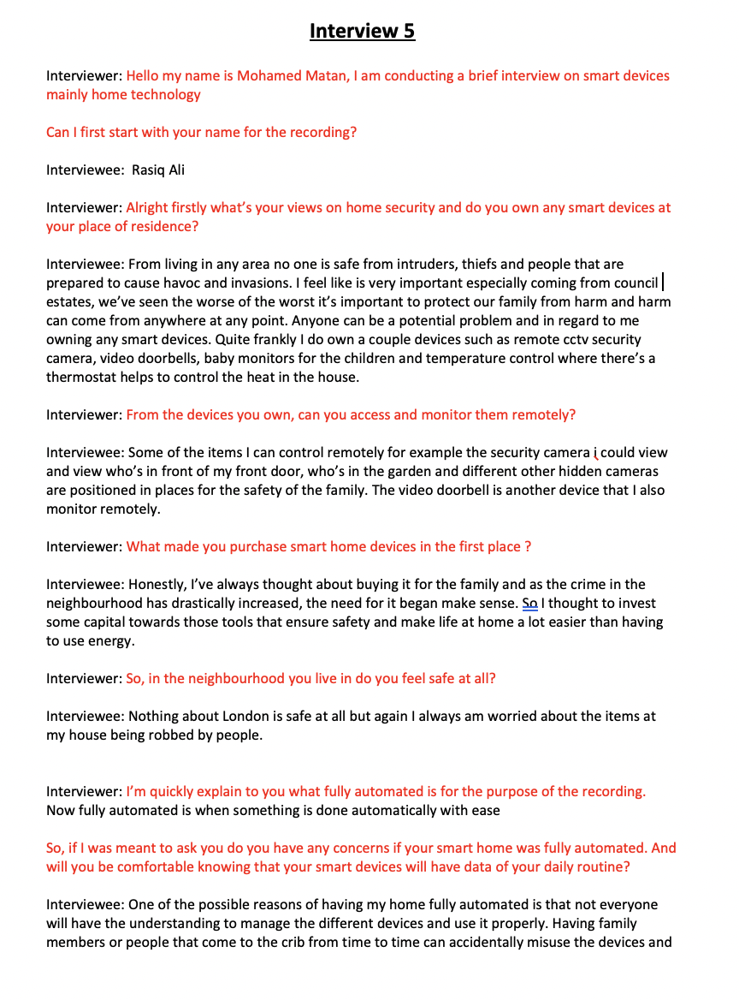 Interview 5
Interviewer: Hello my name is Mohamed Matan, I am conducting a brief interview on smart devices
mainly home technology
Can I first start with your name for the recording?
Interviewee:  Rasiq Ali
Interviewer: Alright firstly what's your views on home security and do you own any smart devices at
your place of residence?
Interviewee: From living in any area no one is safe from intruders, thiefs and people that are
prepared to cause havoc and invasions. I feel like is very important especially coming from council
estates, we've seen the worse of the worst it's important to protect our family from harm and harm
can come from anywhere at any point. Anyone can be a potential problem and in regard to me
owning any smart devices. Quite frankly I do own a couple devices such as remote cctv security
camera, video doorbells, baby monitors for the children and temperature control where there's a
thermostat helps to control the heat in the house.
Interviewer: From the devices you own, can you access and monitor them remotely?
Interviewee: Some of the items I can control remotely for example the security camera i could view
and view who's in front of my front door, who's in the garden and different other hidden cameras
are positioned in places for the safety of the family. The video doorbell is another device that I also
monitor remotely.
Interviewer: What made you purchase smart home devices in the first place ?
Interviewee: Honestly, I've always thought about buying it for the family and as the crime in the
neighbourhood has drastically increased, the need for it began make sense. So I thought to invest
some capital towards those tools that ensure safety and make life at home a lot easier than having
to use energy.
Interviewer: So, in the neighbourhood you live in do you feel safe at all?
Interviewee: Nothing about London is safe at all but again I always am worried about the items at
my house being robbed by people.
Interviewer: I'm quickly explain to you what fully automated is for the purpose of the recording.
Now fully automated is when something is done automatically with ease
So, if I was meant to ask you do you have any concerns if your smart home was fully automated. And
will you be comfortable knowing that your smart devices will have data of your daily routine?
Interviewee: One of the possible reasons of having my home fully automated is that not everyone
will have the understanding to manage the different devices and use it properly. Having family
members or people that come to the crib from time to time can accidentally misuse the devices and